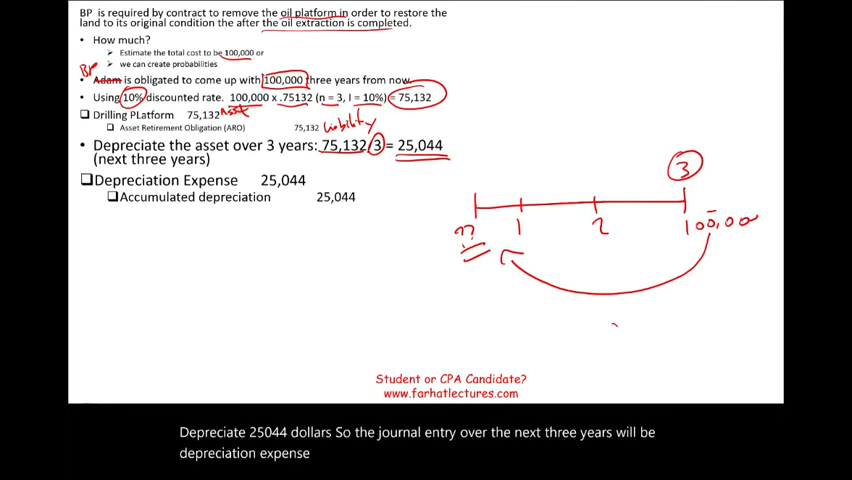 BP is required by contract to remove the oil platform in order to restore the
land to its original condition the after the oil extraction is completed.
• How much?
➢ Estimate the total cost to be 100,000 or
➢ we can create probabilities
BP
• Adam is obligated to come up with 100,000 three years from now.
• Using 10% discounted rate. 100,000 x .75132 (n = 3, I = 10%) = 75,132
❑ Drilling PLatform 75,132 Asset
❑ Asset Retirement Obligation (ARO) 75,132 Liability
• Depreciate the asset over 3 years: 75,132/3 = 25,044
(next three years)
❑Depreciation Expense 25,044
❑Accumulated depreciation 25,044
3
?? 1 2 100,00
Student or CPA Candidate?
www.farhatlectures.com
Depreciate 25044 dollars So the journal entry over the next three years will be
depreciation expense